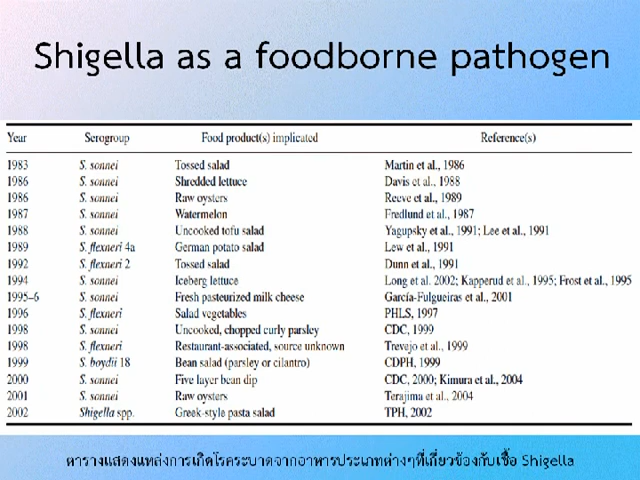 Shigella as a foodborne pathogen
Year Serogroup Food product(s) implicated Reference(s)
1983 S. sonnei Tossed salad Martin et al., 1986
1986 S. sonnei Shredded lettuce Davis et al., 1988
1986 S. sonnei Raw oysters Reeve et al., 1989
1987 S. sonnei Watermelon Fredlund et al., 1987
1988 S. sonnei Uncooked tofu salad Yagupsky et al., 1991; Lee et al., 1991
1989 S. flexneri 4a German potato salad Lew et al., 1991
1992 S. flexneri 2 Tossed salad Dunn et al., 1991
1994 S. sonnei Iceberg lettuce Long et al. 2002; Kapperud et al., 1995; Frost et al., 1995
1995–6 S. sonnei Fresh pasteurized milk cheese García-Fulgueiras et al., 2001
1996 S. flexneri Salad vegetables PHLS, 1997
1998 S. sonnei Uncooked, chopped curly parsley CDC, 1999
1998 S. flexneri Restaurant-associated, source unknown Trevejo et al., 1999
1999 S. boydii 18 Bean salad (parsley or cilantro) CDPH, 1999
2000 S. sonnei Five layer bean dip CDC, 2000; Kimura et al., 2004
2001 S. sonnei Raw oysters Terajima et al., 2004
2002 Shigella spp. Greek-style pasta salad TPH, 2002
ตารางแสดงแหล่งการเกิดโรคระบาดจากอาหารประเภทต่างๆที่เกี่ยวข้องกับเชื้อ Shigella